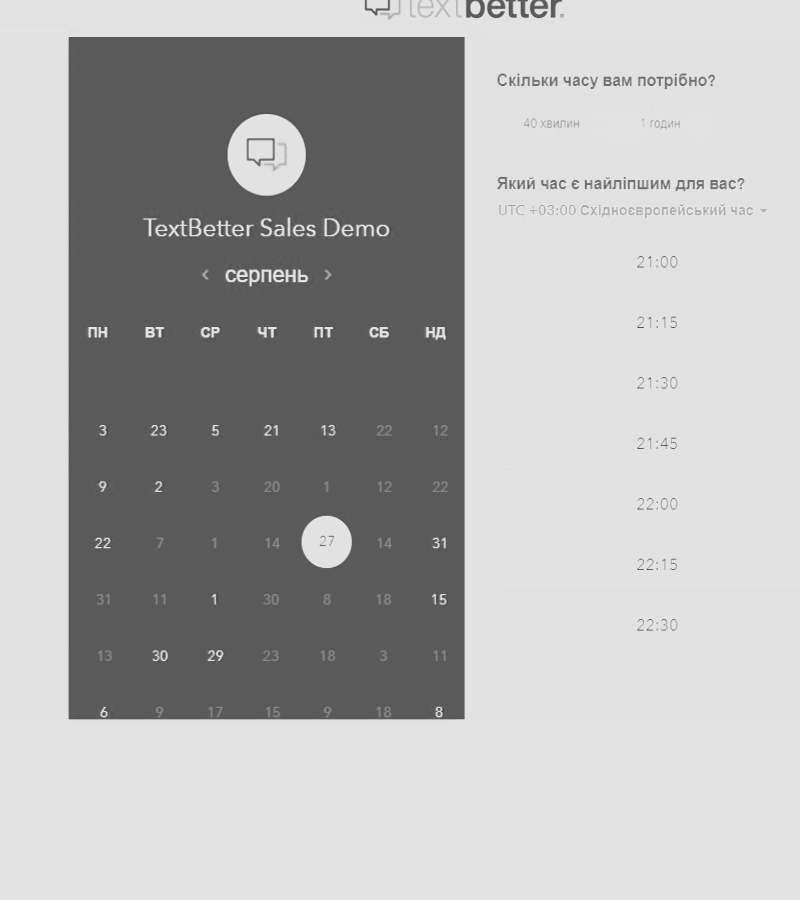 textbetter.
TextBetter Sales Demo
серпень
ПН ВТ СР ЧТ ПТ СБ НД
3 23 5 21 13 22 12
9 2 3 20 1 12 22
22 7 1 14 27 14 31
31 11 1 30 8 18 15
13 30 29 23 18 3 11
6 9 17 15 9 18 8
Скільки часу вам потрібно?
40 хвилин 1 годин
Який час є найліпшим для вас?
UTC +03:00 Східноєвропейський час
21:00
21:15
21:30
21:45
22:00
22:15
22:30